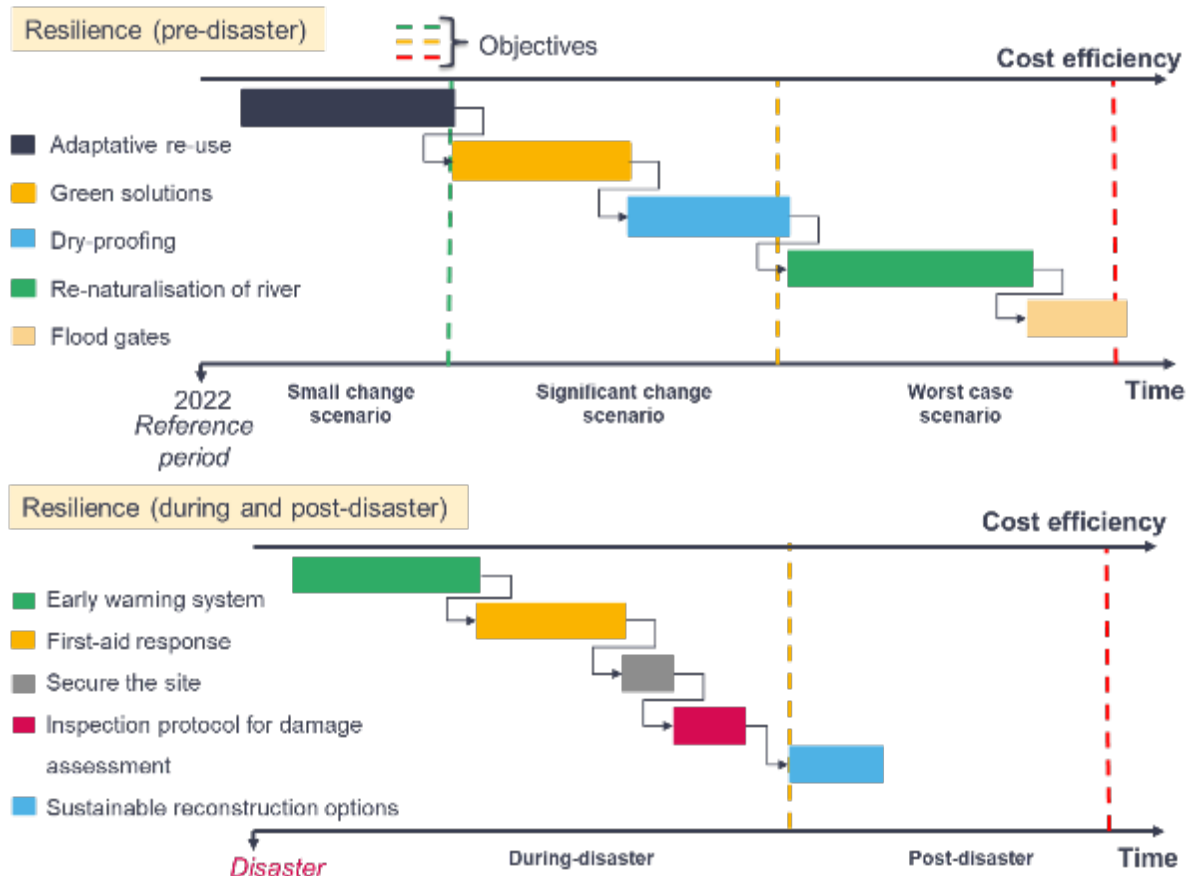 Resilience (pre-disaster)
Objectives
Cost efficiency
Adaptative re-use
Green solutions
Dry-proofing
Re-naturalisation of river
Flood gates
2022
Reference
period
Small change
scenario
Significant change
scenario
Worst case
scenario
Time
Resilience (during and post-disaster)
Cost efficiency
Early warning system
First-aid response
Secure the site
Inspection protocol for damage
assessment
Sustainable reconstruction options
Disaster
During-disaster
Post-disaster
Time